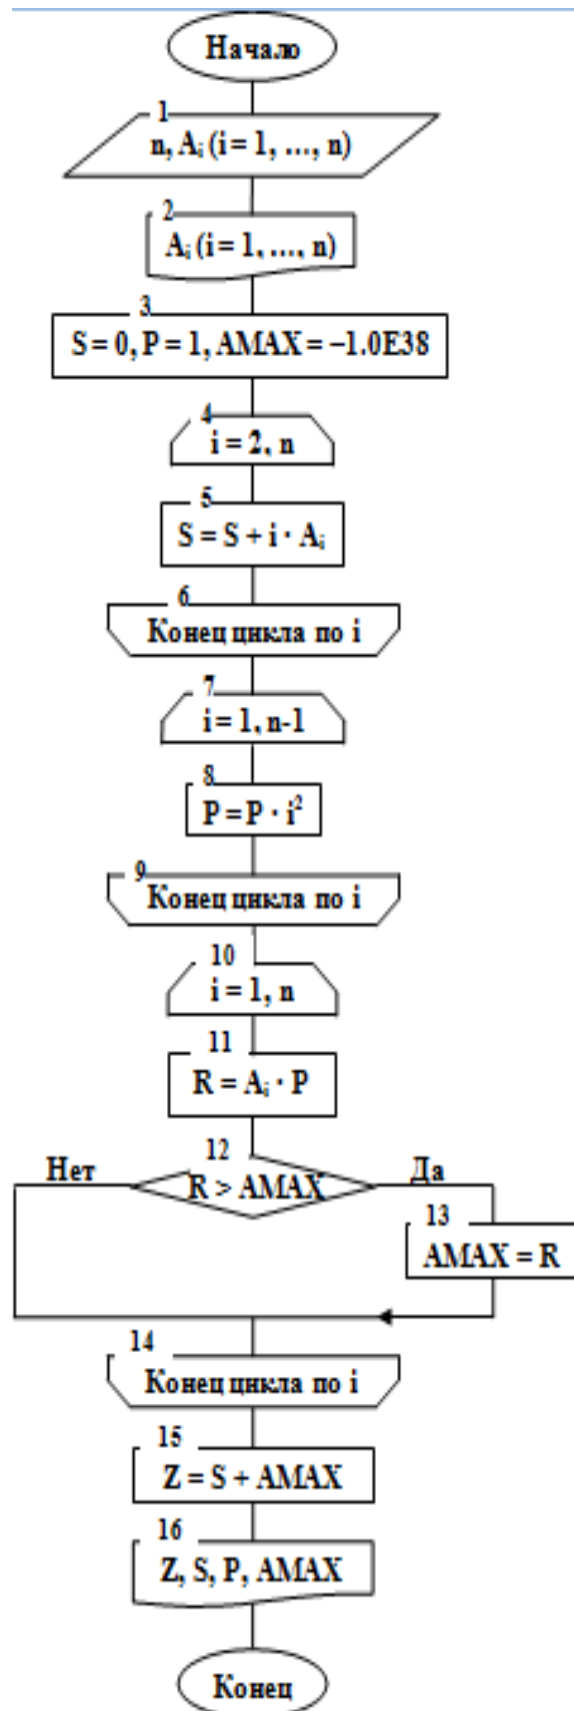 Начало
1
n, Aᵢ (i = 1, ..., n)
2
Aᵢ (i = 1, ..., n)
3
S = 0, P = 1, AMAX = –1.0E38
4
i = 2, n
5
S = S + i · Aᵢ
6
Конец цикла по i
7
i = 1, n-1
8
P = P · i²
9
Конец цикла по i
10
i = 1, n
11
R = Aᵢ · P
12
Нет
R > AMAX
Да
13
AMAX = R
14
Конец цикла по i
15
Z = S + AMAX
16
Z, S, P, AMAX
Конец